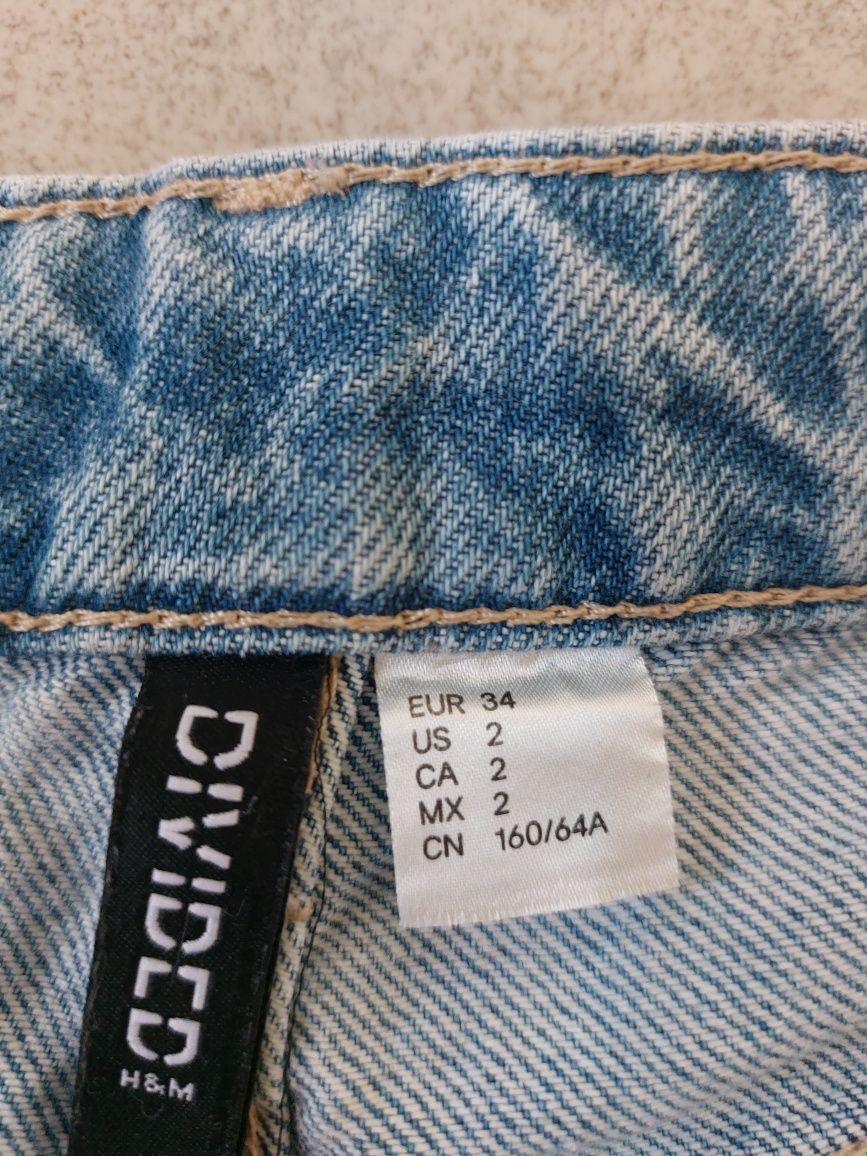 DIVIDED
H&M
EUR 34
US 2
CA 2
MX 2
CN 160/64A